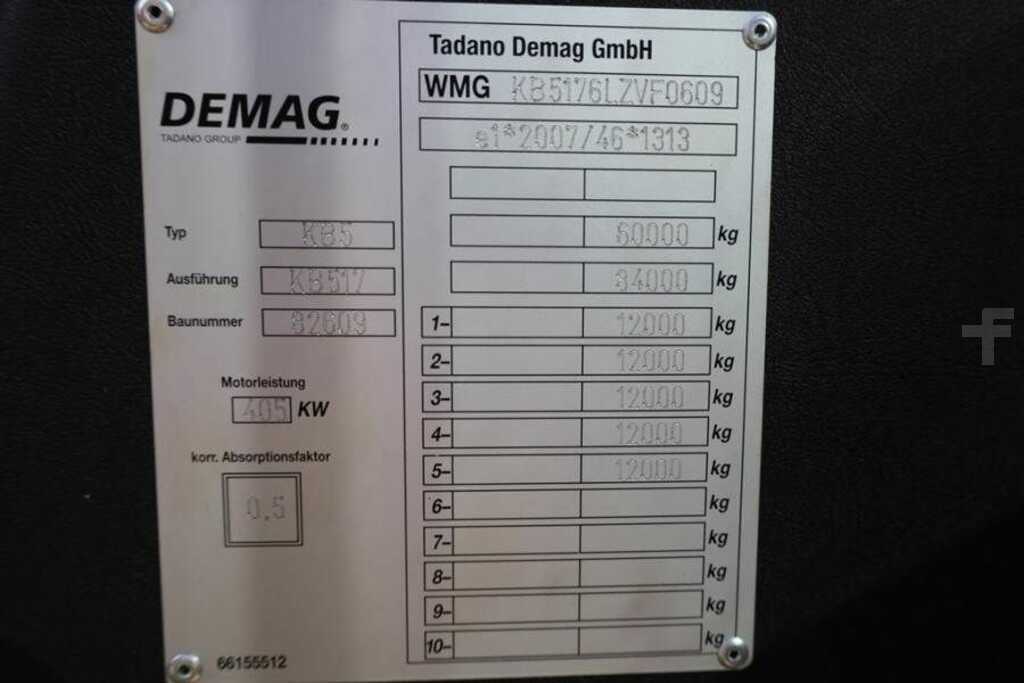 DEMAG®
TADANO GROUP
Typ KB5
Ausführung KB517
Baunummer 82609
Motorleistung
405 KW
korr. Absorptionsfaktor
0.5
66155512
Tadano Demag GmbH
WMG KB5176LZVF0609
e1*2007/46*1313
60000 kg
84000 kg
1- 12000 kg
2- 12000 kg
3- 12000 kg
4- 12000 kg
5- 12000 kg
6- kg
7- kg
8- kg
9- kg
10- kg